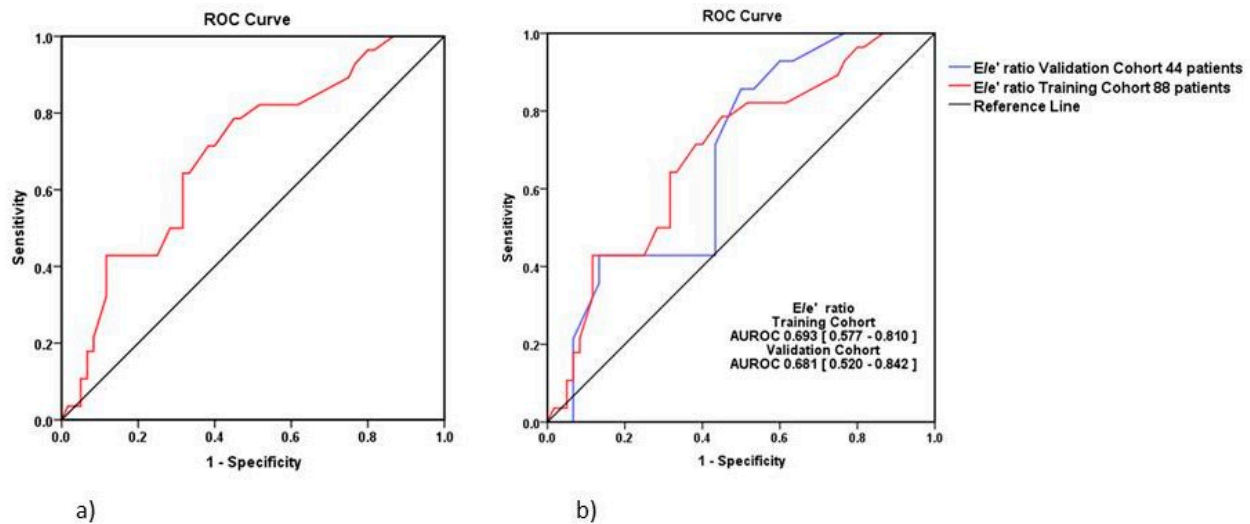 ROC Curve
1.0
0.8
0.6
0.4
0.2
0.0
Sensitivity
0.0 0.2 0.4 0.6 0.8 1.0
1 - Specificity
a)
ROC Curve
1.0
0.8
0.6
0.4
0.2
0.0
Sensitivity
E/e' ratio
Training Cohort
AUROC 0.693 [ 0.577 - 0.810 ]
Validation Cohort
AUROC 0.681 [ 0.520 - 0.842 ]
0.0 0.2 0.4 0.6 0.8 1.0
1 - Specificity
b)
E/e' ratio Validation Cohort 44 patients
E/e' ratio Training Cohort 88 patients
Reference Line